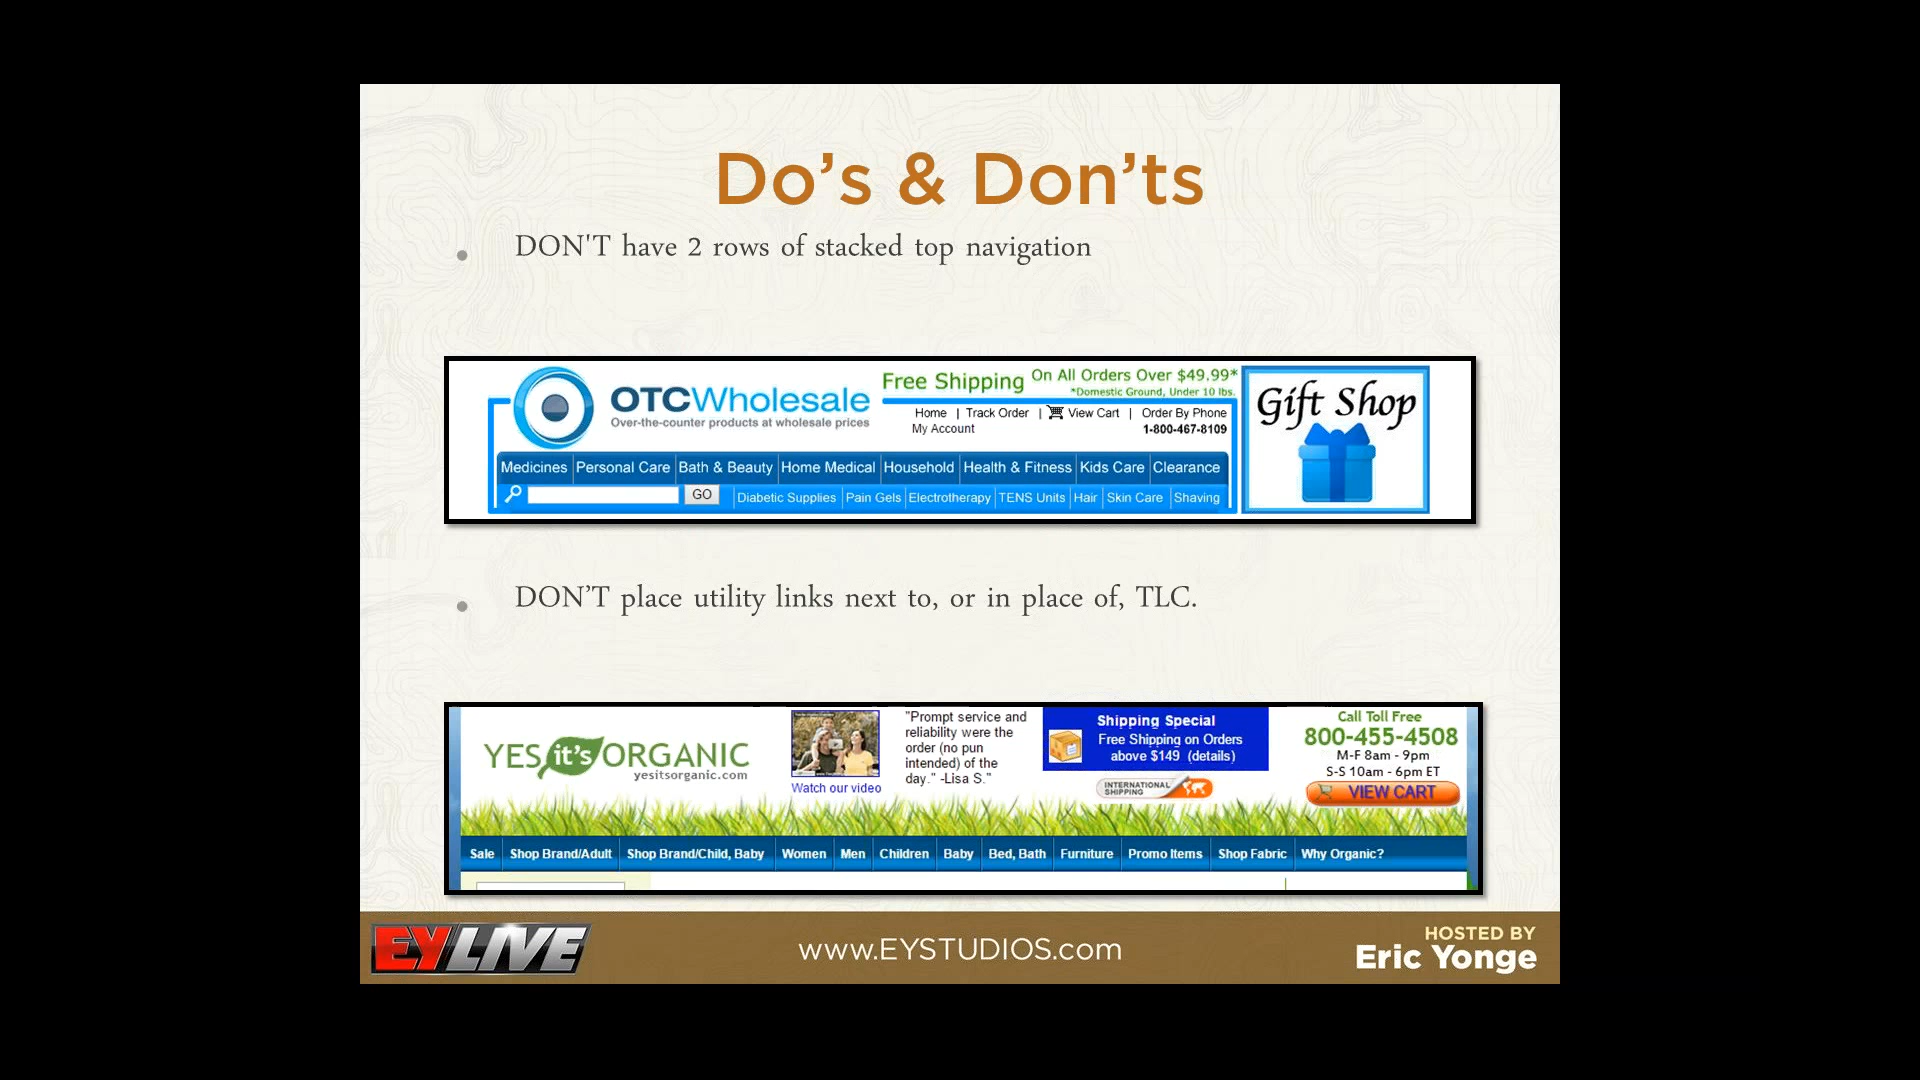 Do's & Don'ts
DON'T have 2 rows of stacked top navigation
OTCWholesale
Over-the-counter products at wholesale prices
Free Shipping On All Orders Over $49.99*
*Domestic Ground, Under 10 lbs.
Home | Track Order | View Cart | Order By Phone
My Account 1-800-467-8109
Gift Shop
Medicines Personal Care Bath & Beauty Home Medical Household Health & Fitness Kids Care Clearance
GO Diabetic Supplies Pain Gels Electrotherapy TENS Units Hair Skin Care Shaving
DON’T place utility links next to, or in place of, TLC.
YES it's ORGANIC
yesitsorganic.com
Watch our video
"Prompt service and
reliability were the
order (no pun
intended) of the
day." -Lisa S."
Shipping Special
Free Shipping on Orders
above $149 (details)
INTERNATIONAL
SHIPPING
Call Toll Free
800-455-4508
M-F 8am - 9pm
S-S 10am - 6pm ET
VIEW CART
Sale Shop Brand/Adult Shop Brand/Child, Baby Women Men Children Baby Bed, Bath Furniture Promo Items Shop Fabric Why Organic?
EYLIVE
www.EYSTUDIOS.com
HOSTED BY
Eric Yonge